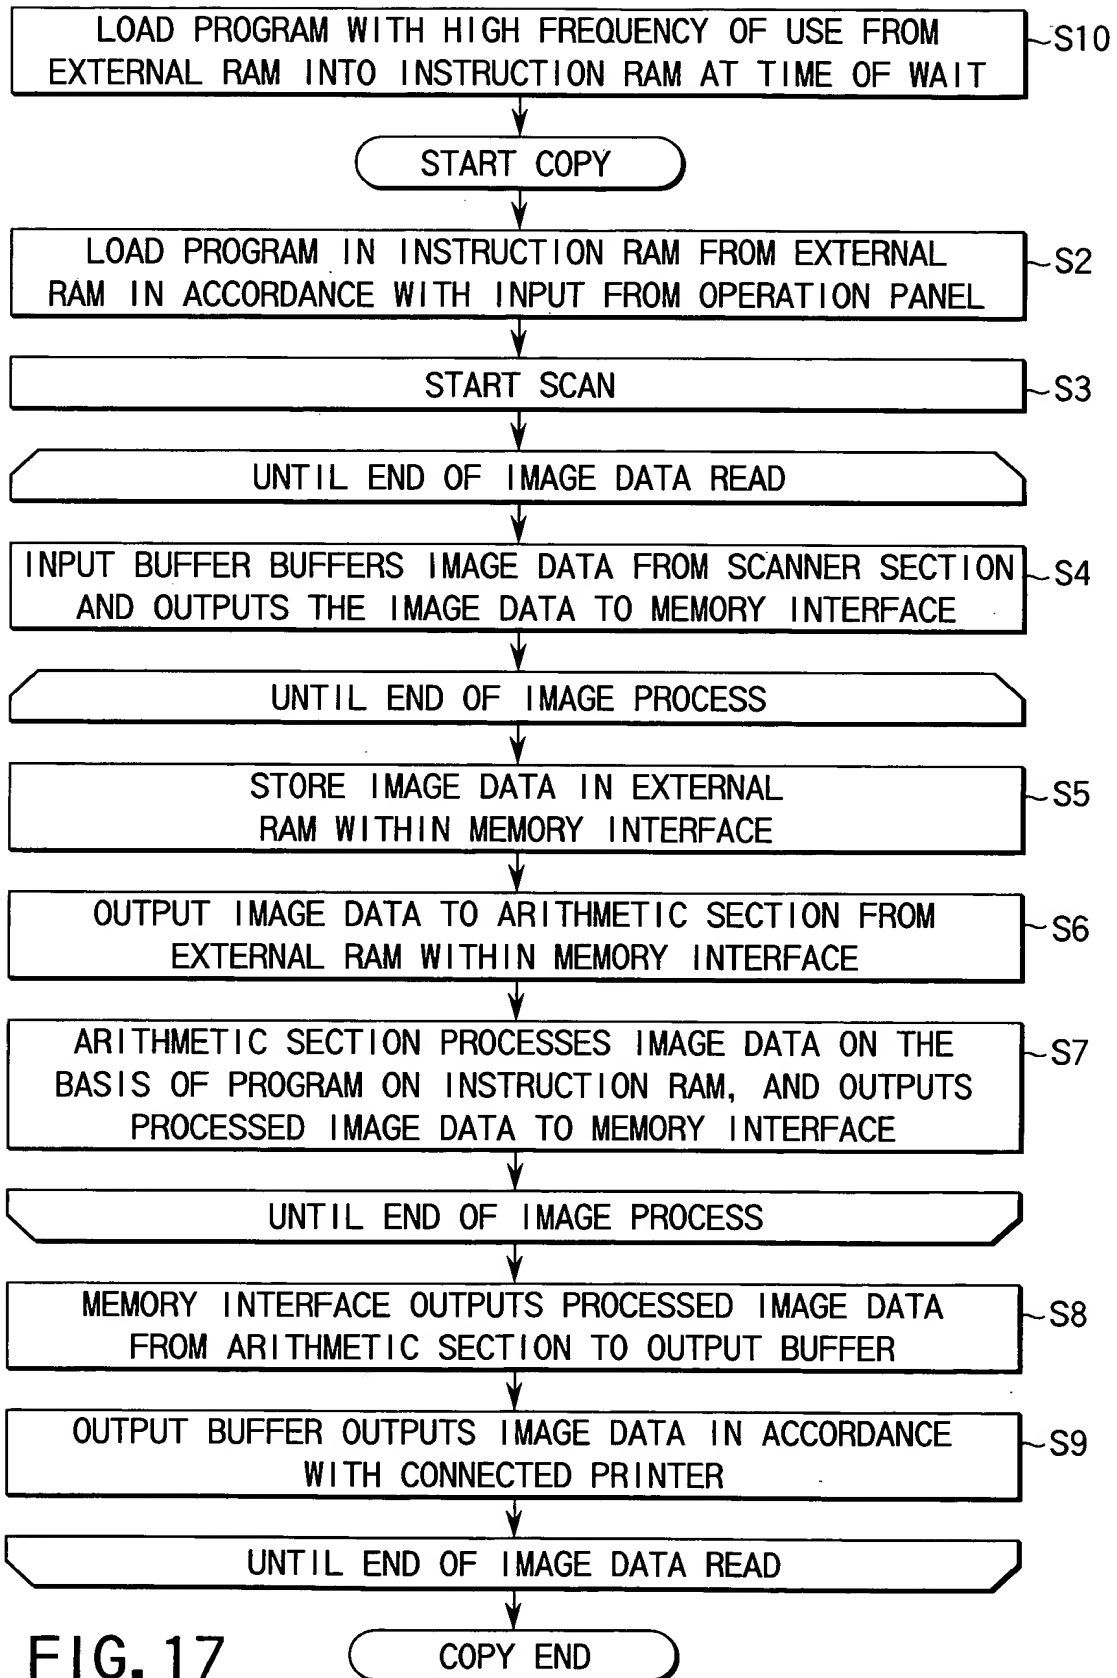 LOAD PROGRAM WITH HIGH FREQUENCY OF USE FROM
EXTERNAL RAM INTO INSTRUCTION RAM AT TIME OF WAIT
S10
START COPY
LOAD PROGRAM IN INSTRUCTION RAM FROM EXTERNAL
RAM IN ACCORDANCE WITH INPUT FROM OPERATION PANEL
S2
START SCAN
S3
UNTIL END OF IMAGE DATA READ
INPUT BUFFER BUFFERS IMAGE DATA FROM SCANNER SECTION
AND OUTPUTS THE IMAGE DATA TO MEMORY INTERFACE
S4
UNTIL END OF IMAGE PROCESS
STORE IMAGE DATA IN EXTERNAL
RAM WITHIN MEMORY INTERFACE
S5
OUTPUT IMAGE DATA TO ARITHMETIC SECTION FROM
EXTERNAL RAM WITHIN MEMORY INTERFACE
S6
ARITHMETIC SECTION PROCESSES IMAGE DATA ON THE
BASIS OF PROGRAM ON INSTRUCTION RAM, AND OUTPUTS
PROCESSED IMAGE DATA TO MEMORY INTERFACE
S7
UNTIL END OF IMAGE PROCESS
MEMORY INTERFACE OUTPUTS PROCESSED IMAGE DATA
FROM ARITHMETIC SECTION TO OUTPUT BUFFER
S8
OUTPUT BUFFER OUTPUTS IMAGE DATA IN ACCORDANCE
WITH CONNECTED PRINTER
S9
UNTIL END OF IMAGE DATA READ
COPY END
FIG. 17